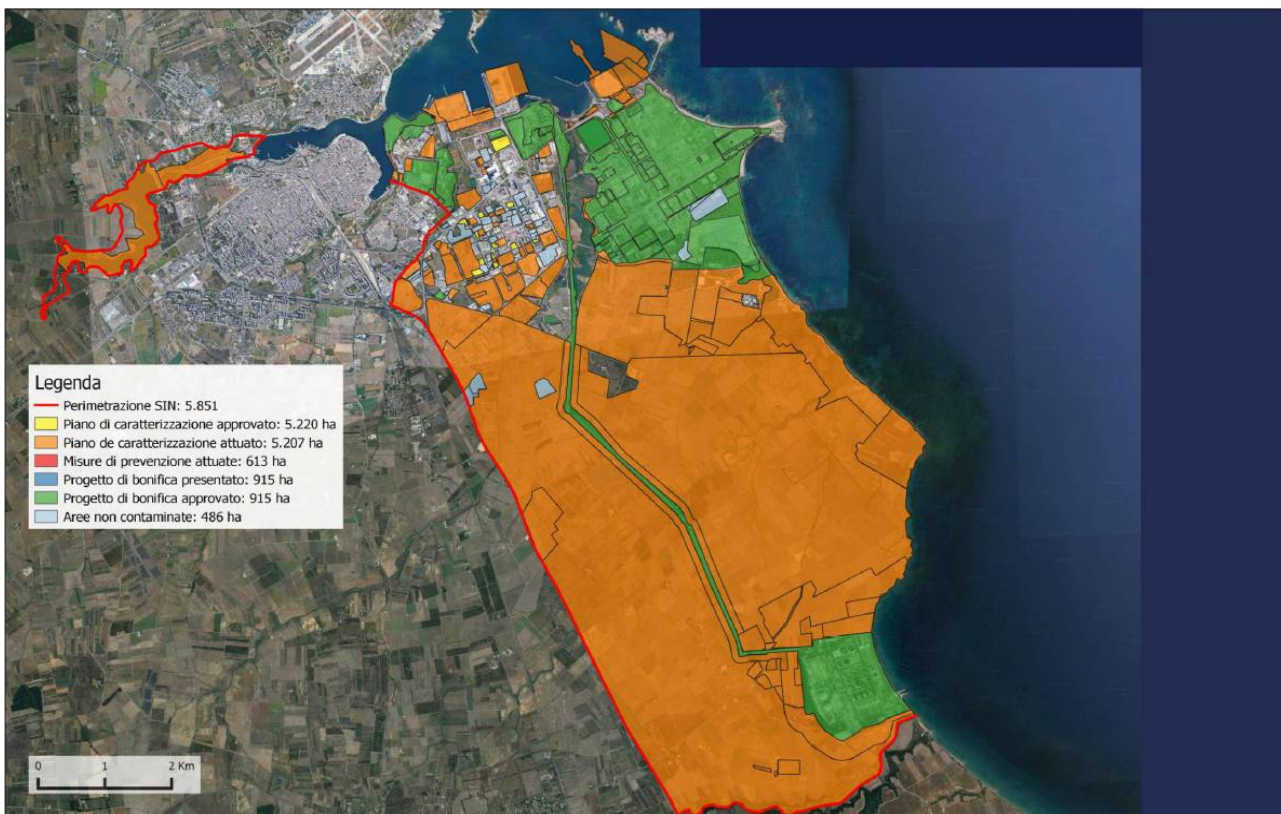 Legenda
Perimetrazione SIN: 5.851
Piano di caratterizzazione approvato: 5.220 ha
Piano de caratterizzazione attuato: 5.207 ha
Misure di prevenzione attuate: 613 ha
Progetto di bonifica presentato: 915 ha
Progetto di bonifica approvato: 915 ha
Aree non contaminate: 486 ha
0 1 2 Km